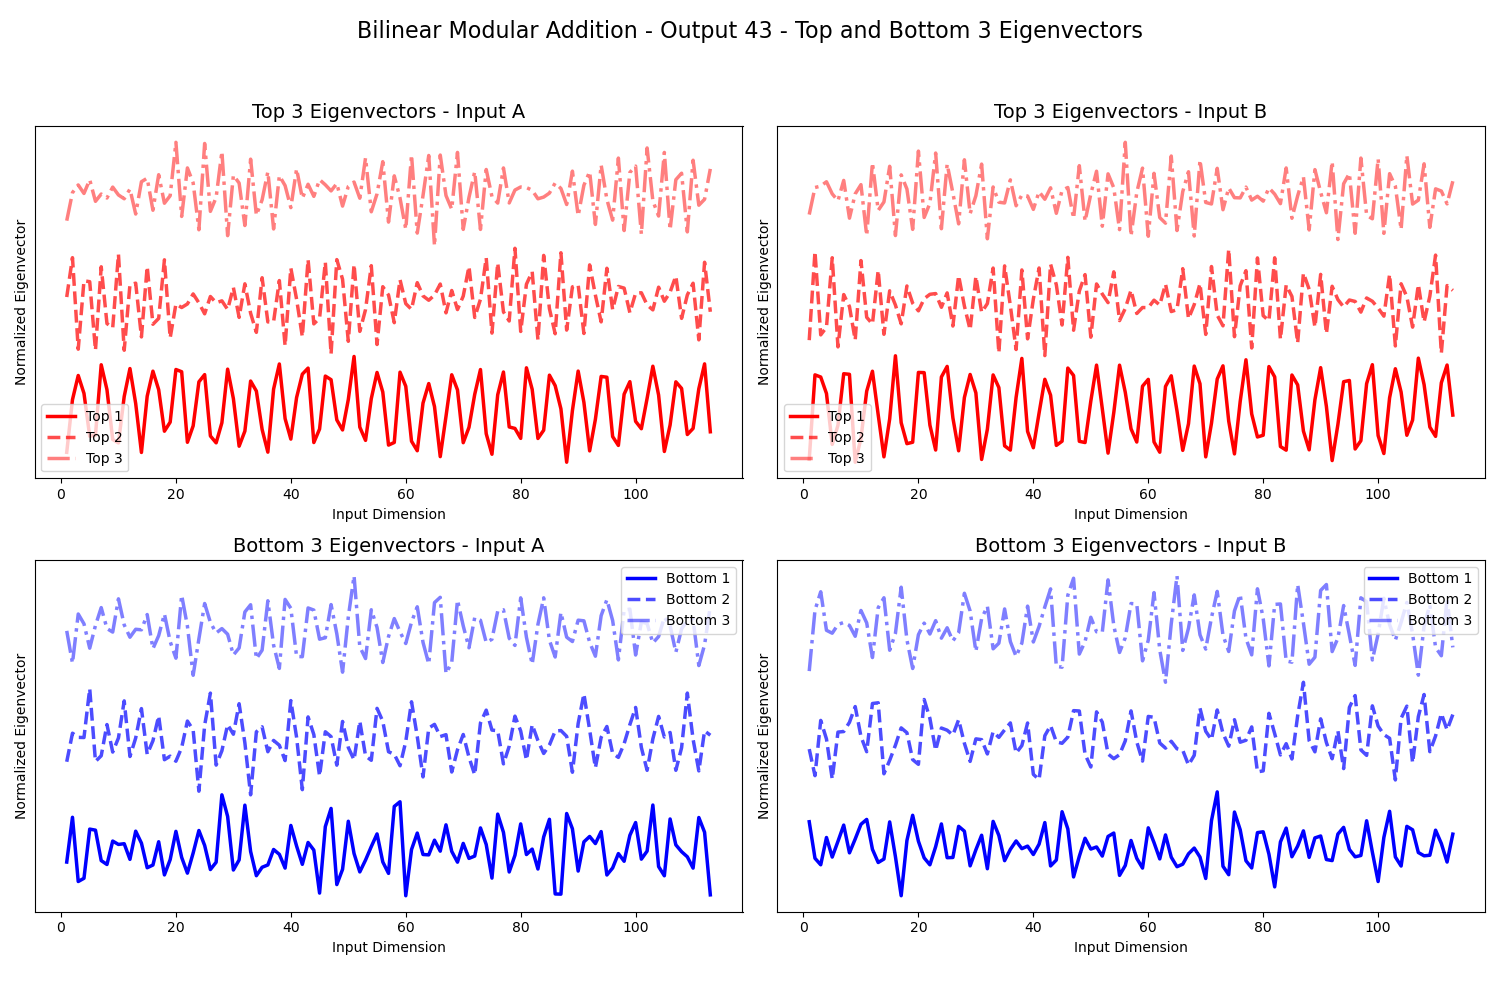 Bilinear Modular Addition - Output 43 - Top and Bottom 3 Eigenvectors
Top 3 Eigenvectors - Input A
Normalized Eigenvector
Top 1
Top 2
Top 3
0 20 40 60 80 100
Input Dimension
Top 3 Eigenvectors - Input B
Normalized Eigenvector
Top 1
Top 2
Top 3
0 20 40 60 80 100
Input Dimension
Bottom 3 Eigenvectors - Input A
Normalized Eigenvector
Bottom 1
Bottom 2
Bottom 3
0 20 40 60 80 100
Input Dimension
Bottom 3 Eigenvectors - Input B
Normalized Eigenvector
Bottom 1
Bottom 2
Bottom 3
0 20 40 60 80 100
Input Dimension